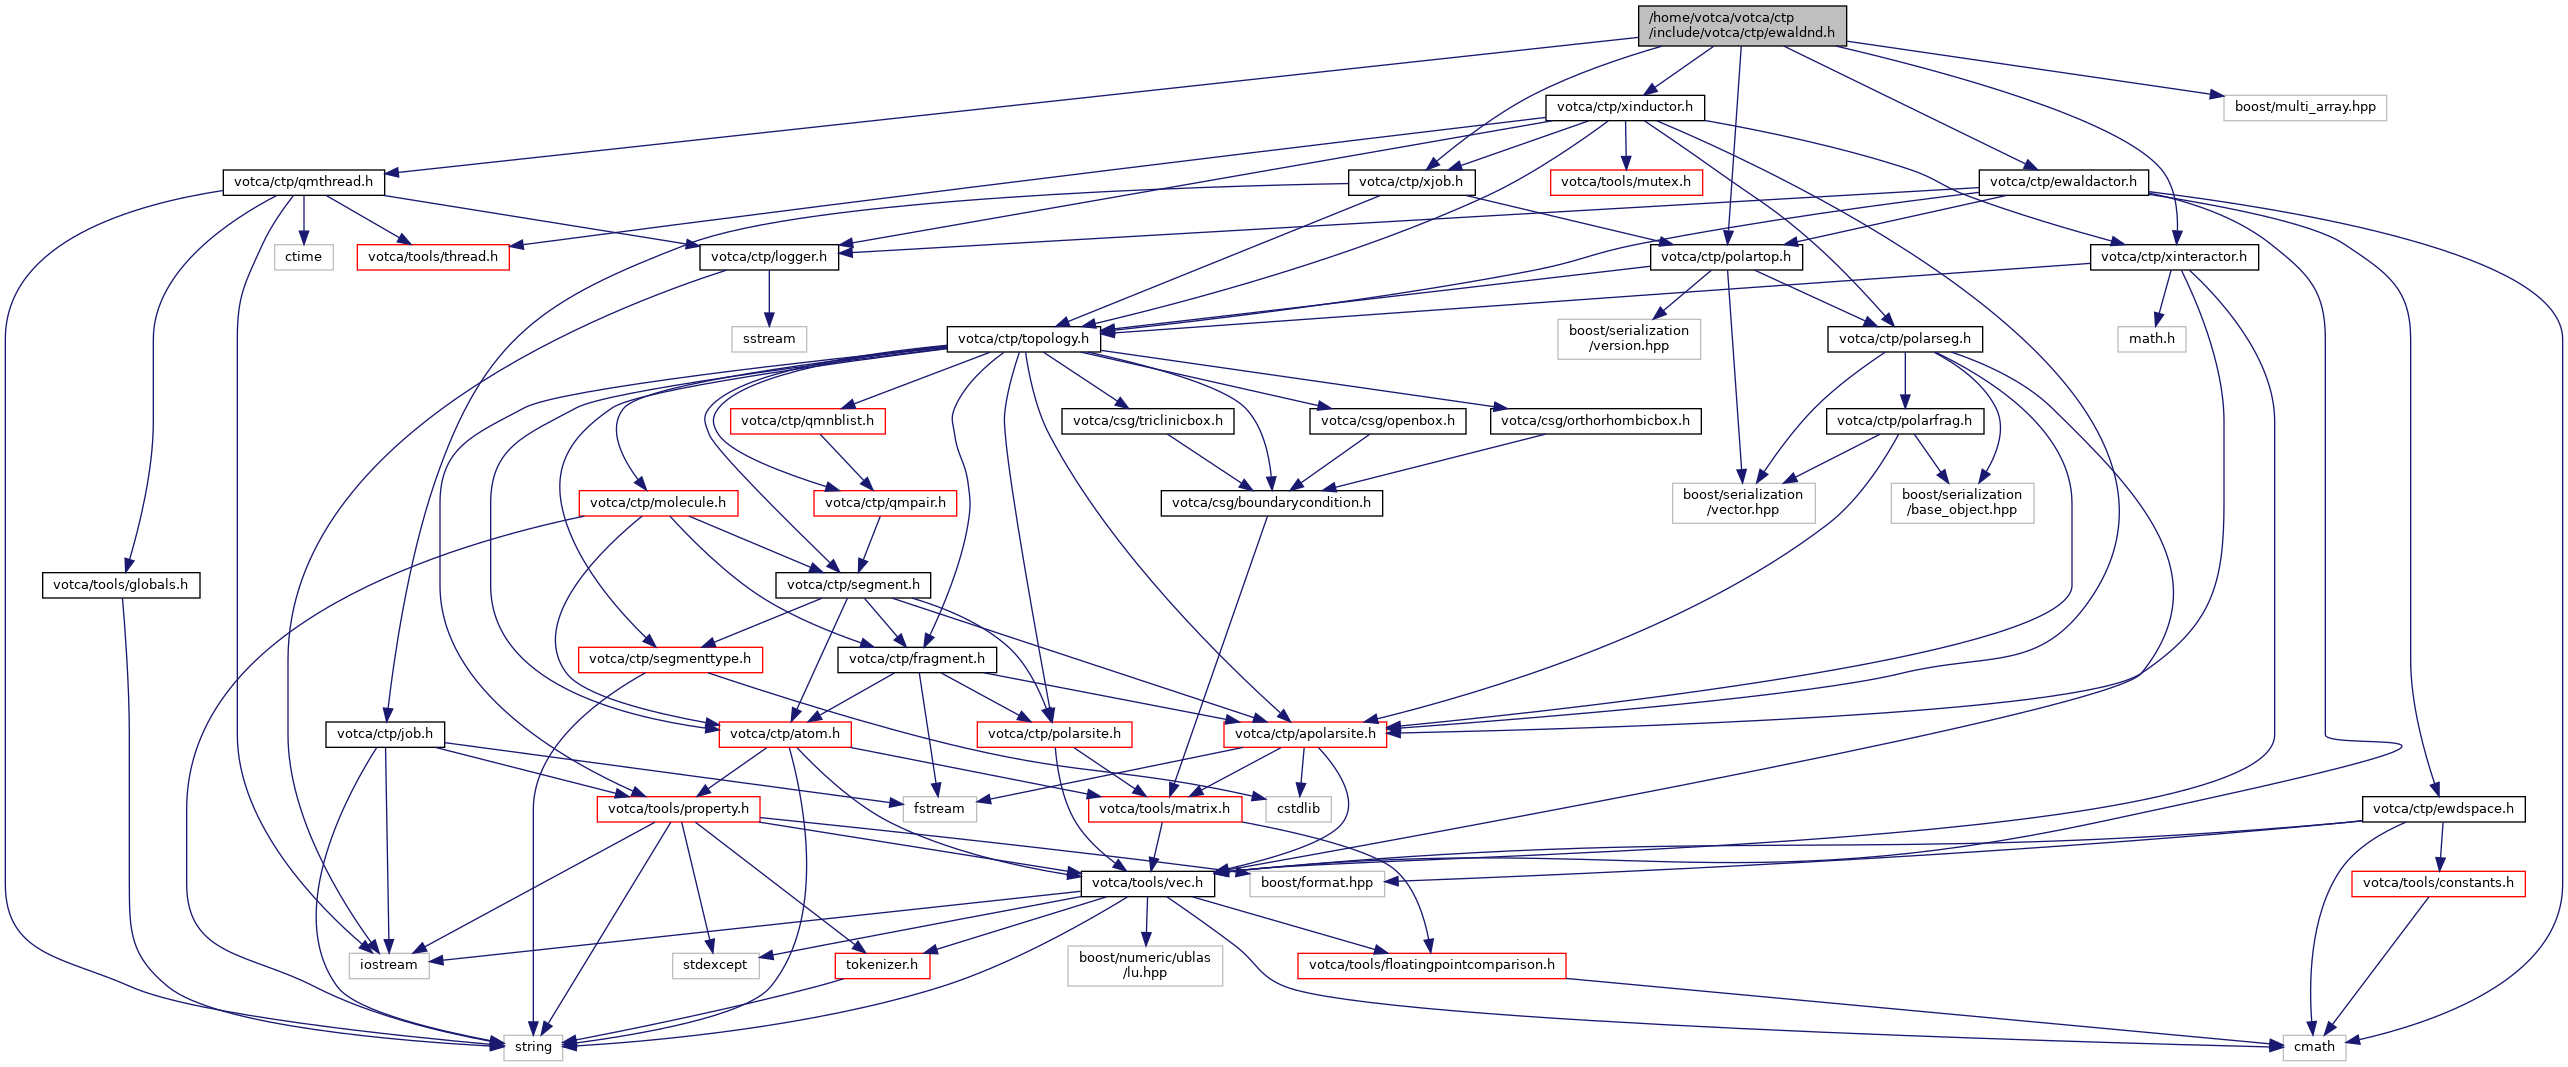 /home/votca/votca/ctp
/include/votca/ctp/ewaldnd.h
votca/ctp/xinductor.h
boost/multi_array.hpp
votca/ctp/qmthread.h
votca/ctp/xjob.h
votca/tools/mutex.h
votca/ctp/ewaldactor.h
ctime
votca/tools/thread.h
votca/ctp/logger.h
votca/ctp/polartop.h
votca/ctp/xinteractor.h
sstream
votca/ctp/topology.h
boost/serialization
/version.hpp
votca/ctp/polarseg.h
math.h
votca/ctp/qmnblist.h
votca/csg/triclinicbox.h
votca/csg/openbox.h
votca/csg/orthorhombicbox.h
votca/ctp/polarfrag.h
votca/ctp/molecule.h
votca/ctp/qmpair.h
votca/csg/boundarycondition.h
boost/serialization
/vector.hpp
boost/serialization
/base_object.hpp
votca/tools/globals.h
votca/ctp/segment.h
votca/ctp/segmenttype.h
votca/ctp/fragment.h
votca/ctp/job.h
votca/ctp/atom.h
votca/ctp/polarsite.h
votca/ctp/apolarsite.h
votca/tools/property.h
fstream
votca/tools/matrix.h
cstdlib
votca/ctp/ewdspace.h
votca/tools/vec.h
boost/format.hpp
votca/tools/constants.h
iostream
stdexcept
tokenizer.h
boost/numeric/ublas
/lu.hpp
votca/tools/floatingpointcomparison.h
string
cmath